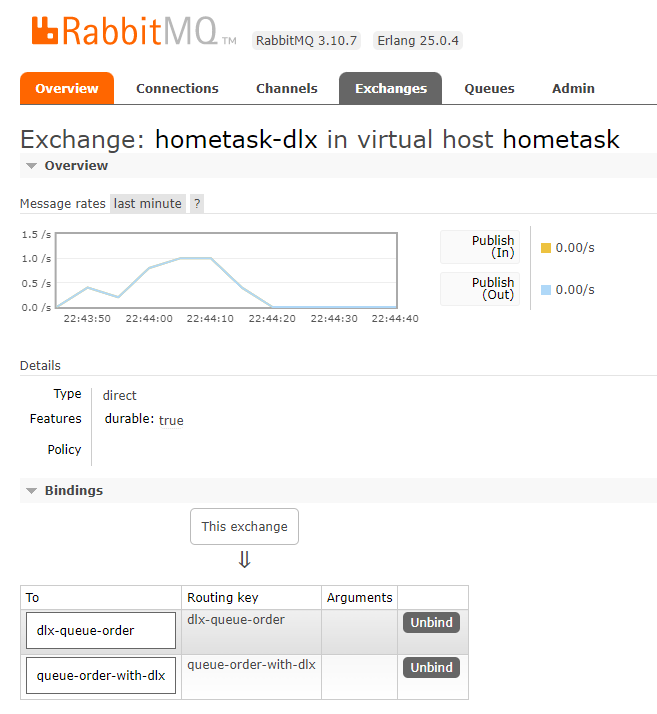 RabbitMQ TM RabbitMQ 3.10.7 Erlang 25.0.4
Overview Connections Channels Exchanges Queues Admin
Exchange: hometask-dlx in virtual host hometask
Overview
Message rates last minute ?
1.5 /s
1.0 /s
0.5 /s
0.0 /s
22:43:50 22:44:00 22:44:10 22:44:20 22:44:30 22:44:40
Publish
(In)
0.00/s
Publish
(Out)
0.00/s
Details
Type direct
Features durable: true
Policy
Bindings
This exchange
⇓
To Routing key Arguments
dlx-queue-order dlx-queue-order Unbind
queue-order-with-dlx queue-order-with-dlx Unbind